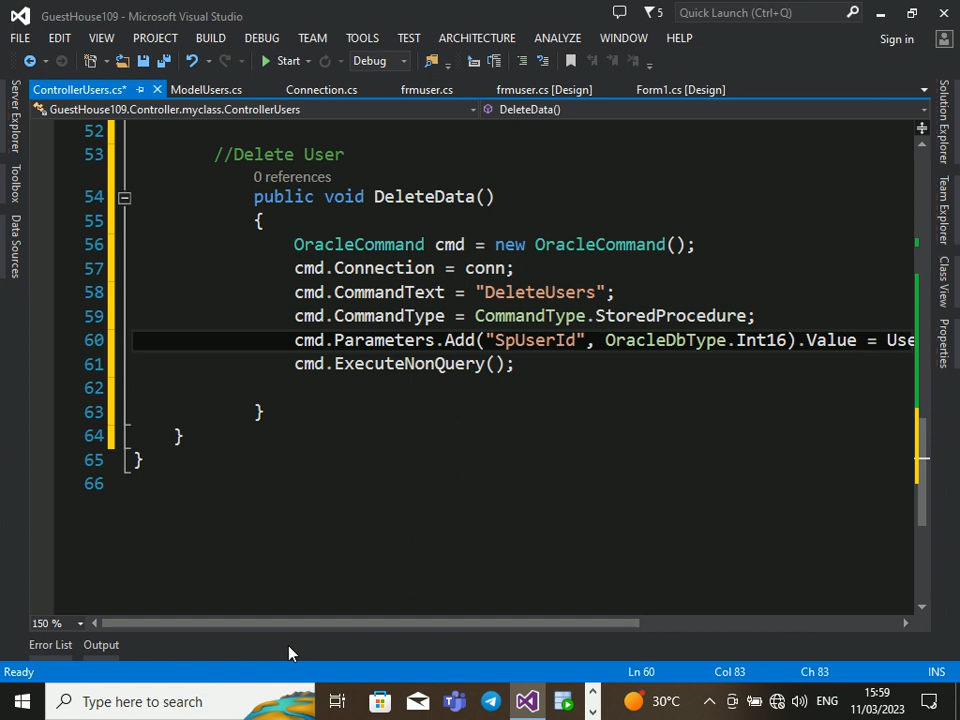 GuestHouse109 - Microsoft Visual Studio
5
Quick Launch (Ctrl+Q)
FILE EDIT VIEW PROJECT BUILD DEBUG TEAM TOOLS TEST ARCHITECTURE ANALYZE WINDOW HELP
Sign in
Start Debug
ControllerUsers.cs* ModelUsers.cs Connection.cs frmuser.cs frmuser.cs [Design] Form1.cs [Design]
GuestHouse109.Controller.myclass.ControllerUsers DeleteData()
Server Explorer
Toolbox
Data Sources
52
53 //Delete User
0 references
54 public void DeleteData()
55 {
56 OracleCommand cmd = new OracleCommand();
57 cmd.Connection = conn;
58 cmd.CommandText = "DeleteUsers";
59 cmd.CommandType = CommandType.StoredProcedure;
60 cmd.Parameters.Add("SpUserId", OracleDbType.Int16).Value = Use
61 cmd.ExecuteNonQuery();
62
63 }
64 }
65 }
66
Solution Explorer
Team Explorer
Class View
Properties
150 %
Error List Output
Ready Ln 60 Col 83 Ch 83 INS
Type here to search
30°C
ENG
15:59
11/03/2023